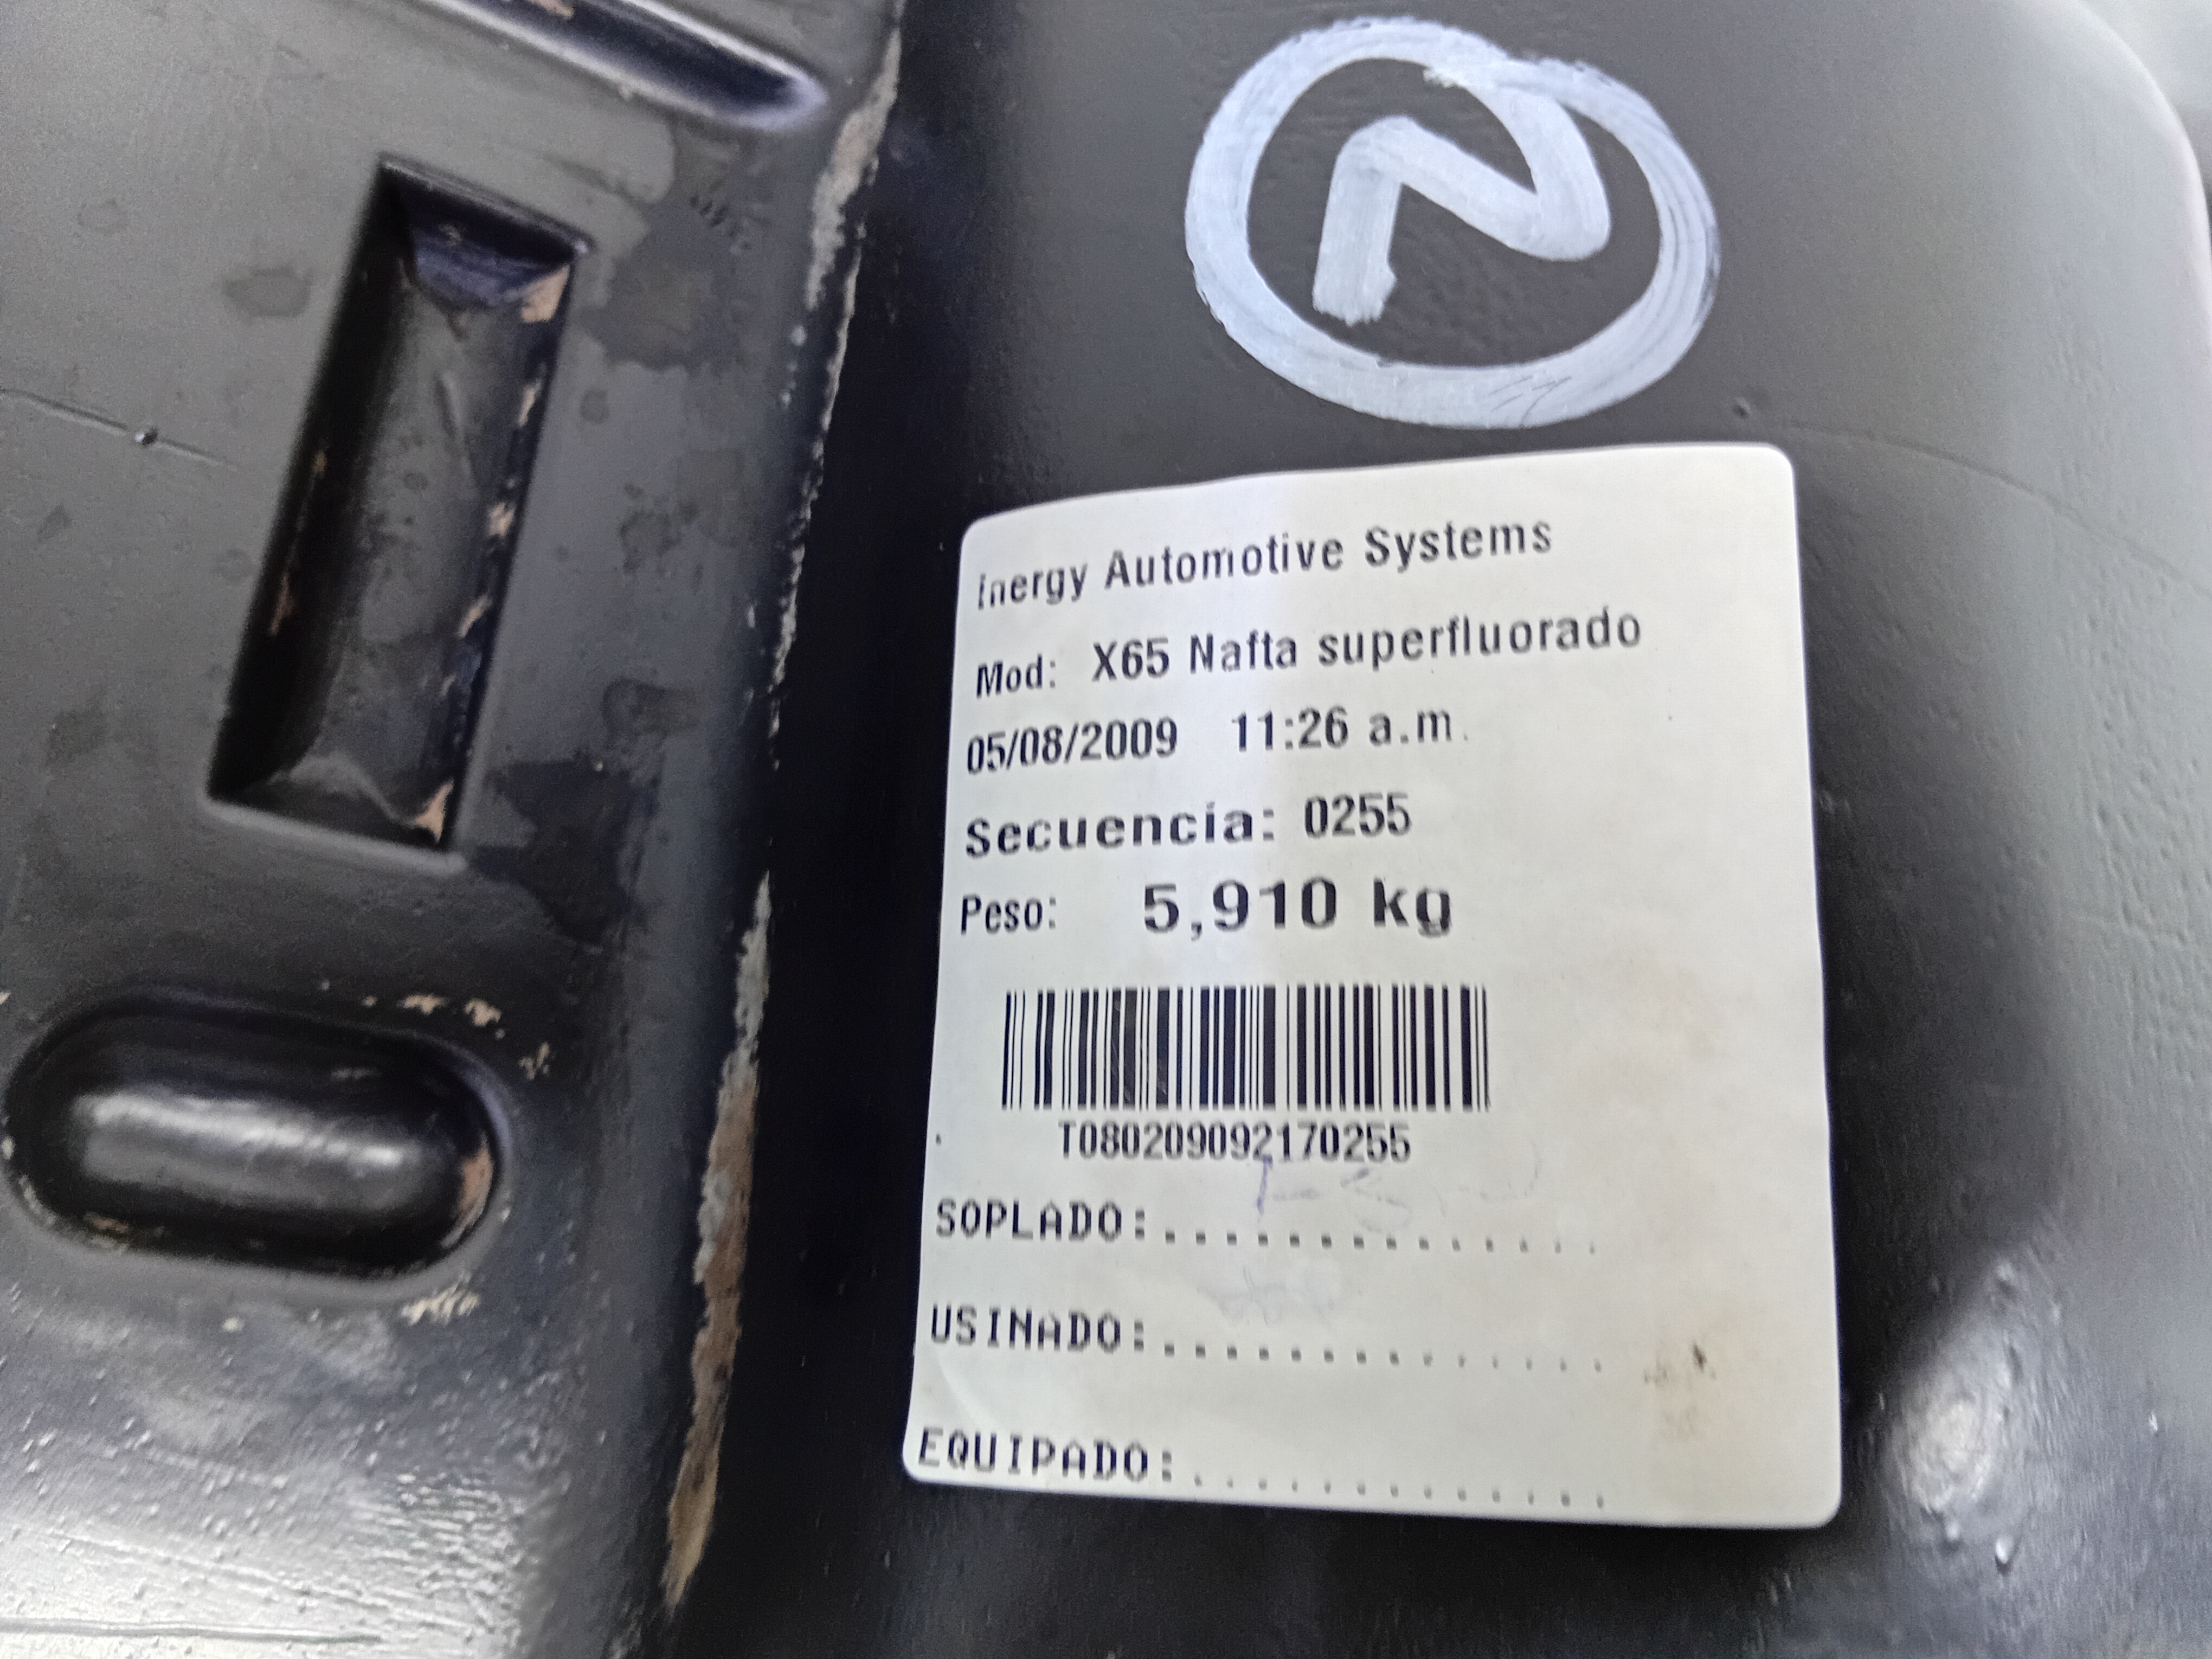 N
Inergy Automotive Systems
Mod: X65 Nafta superfluorado
05/08/2009 11:26 a.m.
Secuencia: 0255
Peso: 5,910 kg
T080209092170255
SOPLADO:...............
USINADO:...............
EQUIPADO:..............